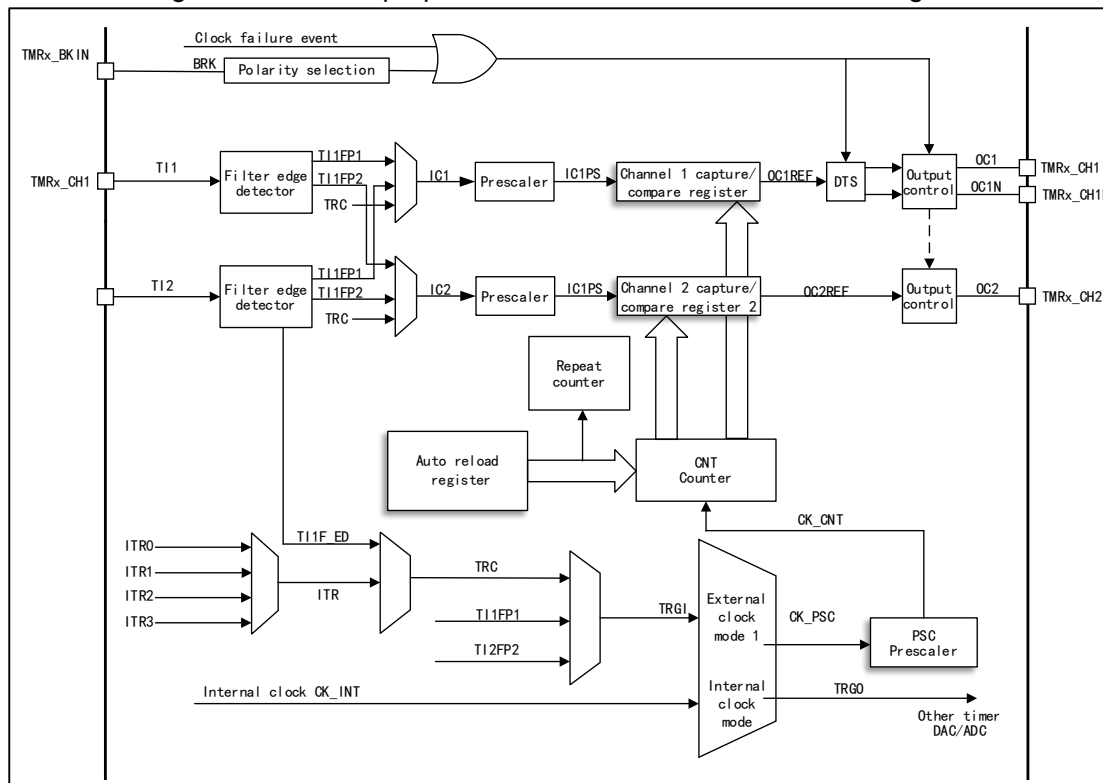 Clock failure event
TMRx_BKIN
BRK
Polarity selection
TI1
TI1FP1
TI1FP2
TRC
IC1
Prescaler
IC1PS
Channel 1 capture/
compare register
OC1REF
DTS
Output
control
OC1
OC1N
TMRx_CH1
TMRx_CH1
TMRx_CH1
Filter edge
detector
TI2
Filter edge
detector
TI1FP1
TI1FP2
TRC
IC2
Prescaler
IC1PS
Channel 2 capture/
compare register 2
OC2REF
Output
control
OC2
TMRx_CH2
Repeat
counter
Auto reload
register
CNT
Counter
CK_CNT
ITR0
ITR1
ITR2
ITR3
ITR
TI1F_ED
TRC
TI1FP1
TI2FP2
TRGI
External
clock
mode 1
CK_PSC
PSC
Prescaler
Internal clock CK_INT
Internal
clock
mode
TRGO
Other timer
DAC/ADC